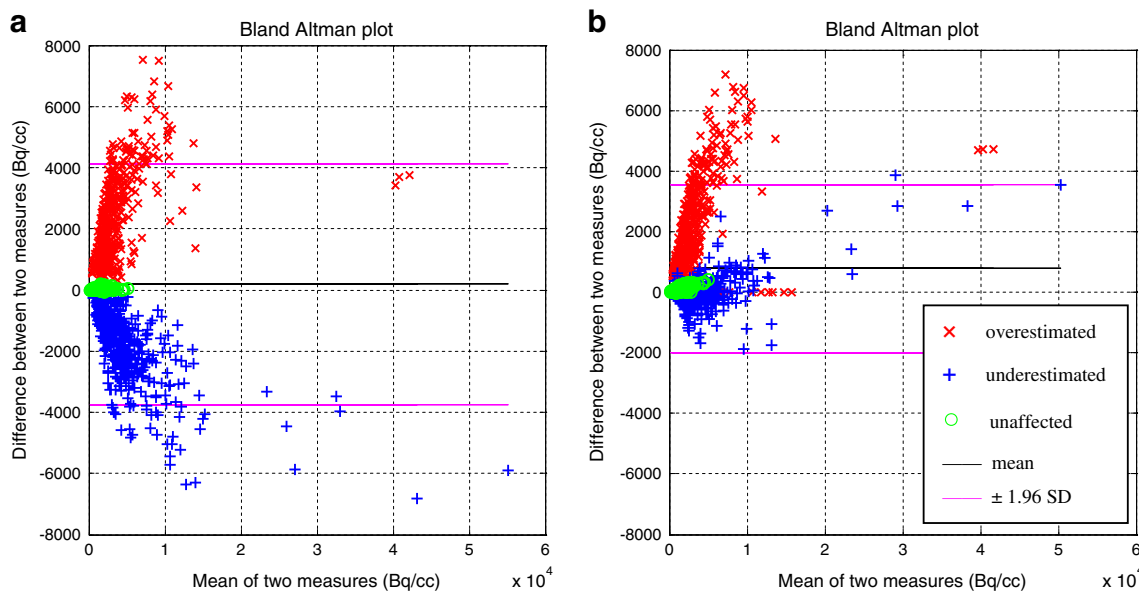 a
Bland Altman plot
8000
6000
4000
2000
0
-2000
-4000
-6000
-8000
Difference between two measures (Bq/cc)
0 1 2 3 4 5 6
x 10^4
Mean of two measures (Bq/cc)
b
Bland Altman plot
8000
6000
4000
2000
0
-2000
-4000
-6000
-8000
Difference between two measures (Bq/cc)
0 1 2 3 4 5 6
x 10^4
Mean of two measures (Bq/cc)
overestimated
underestimated
unaffected
mean
± 1.96 SD